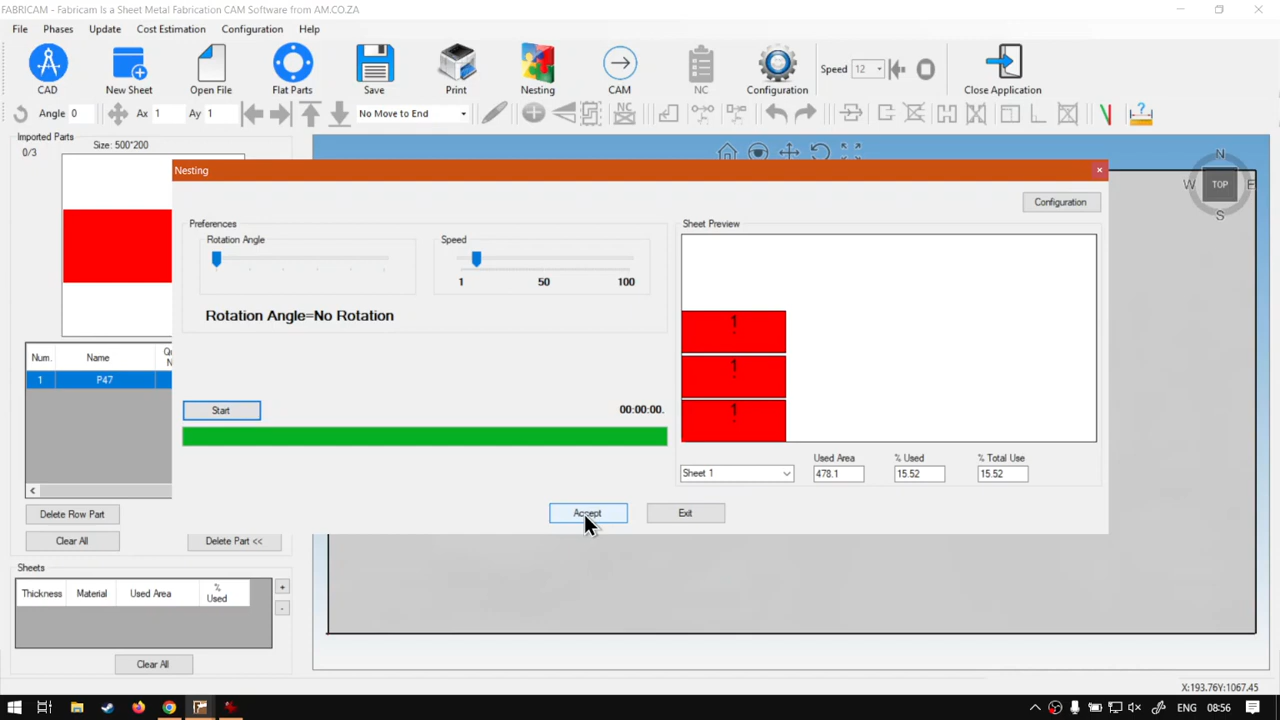 FABRICAM - Fabricam Is a Sheet Metal Fabrication CAM Software from AM.CO.ZA
File Phases Update Cost Estimation Configuration Help
CAD New Sheet Open File Flat Parts Save Print Nesting CAM NC Configuration Speed 12 Close Application
Angle 0 Ax 1 Ay 1 No Move to End NC
Imported Parts
0/3 Size: 500*200
N
W TOP E
S
Nesting
Configuration
Preferences Sheet Preview
Rotation Angle Speed
1 50 100
Rotation Angle=No Rotation
1
1
1
Start 00:00:00.
Num. Name
1 P47
Used Area % Used % Total Use
Sheet 1 478.1 15.52 15.52
Accept Exit
Delete Row Part
Clear All Delete Part <<
Sheets
Thickness Material Used Area % Used
+
-
Clear All
X:193.76Y:1067.45
ENG 08:56